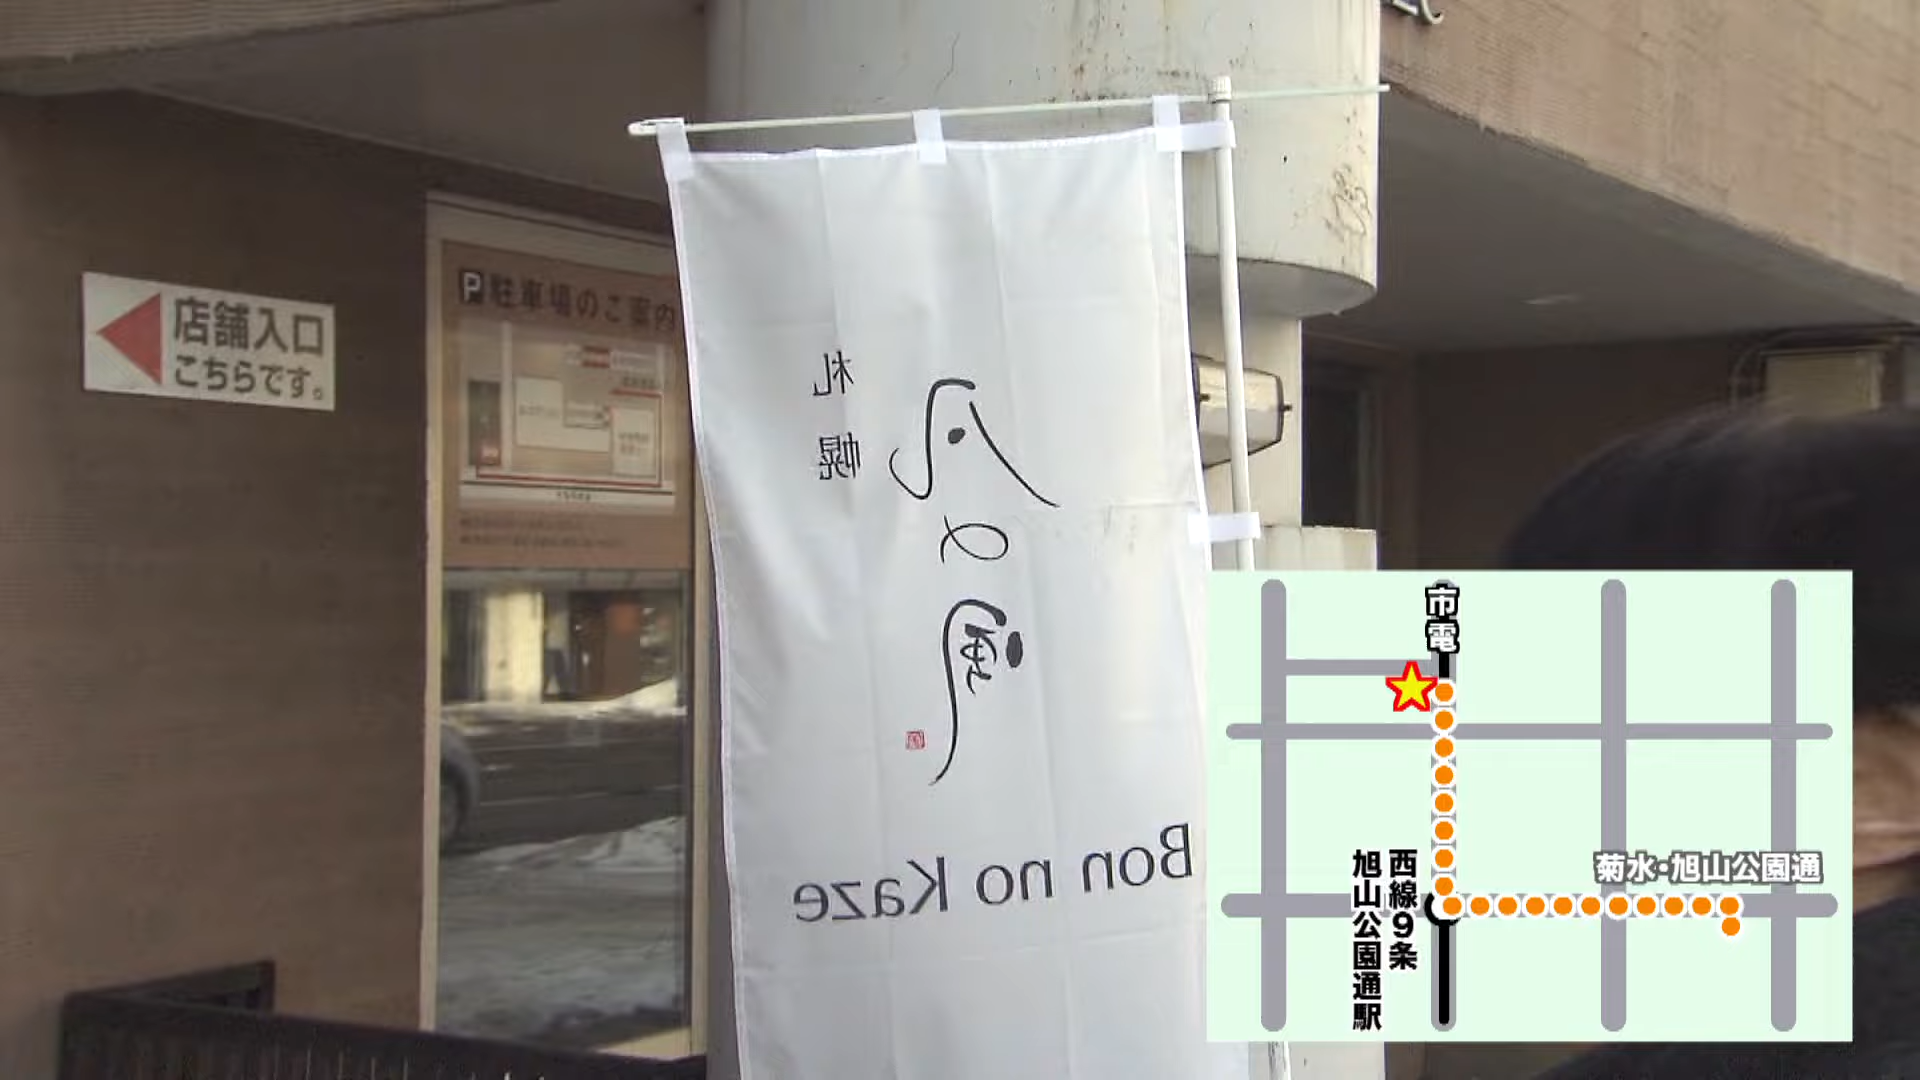 店舗入口
こちらです。
P駐車場のご案内
札幌
凡の風
Bon no Kaze
市電
菊水・旭山公園通
西線9条
旭山公園通駅